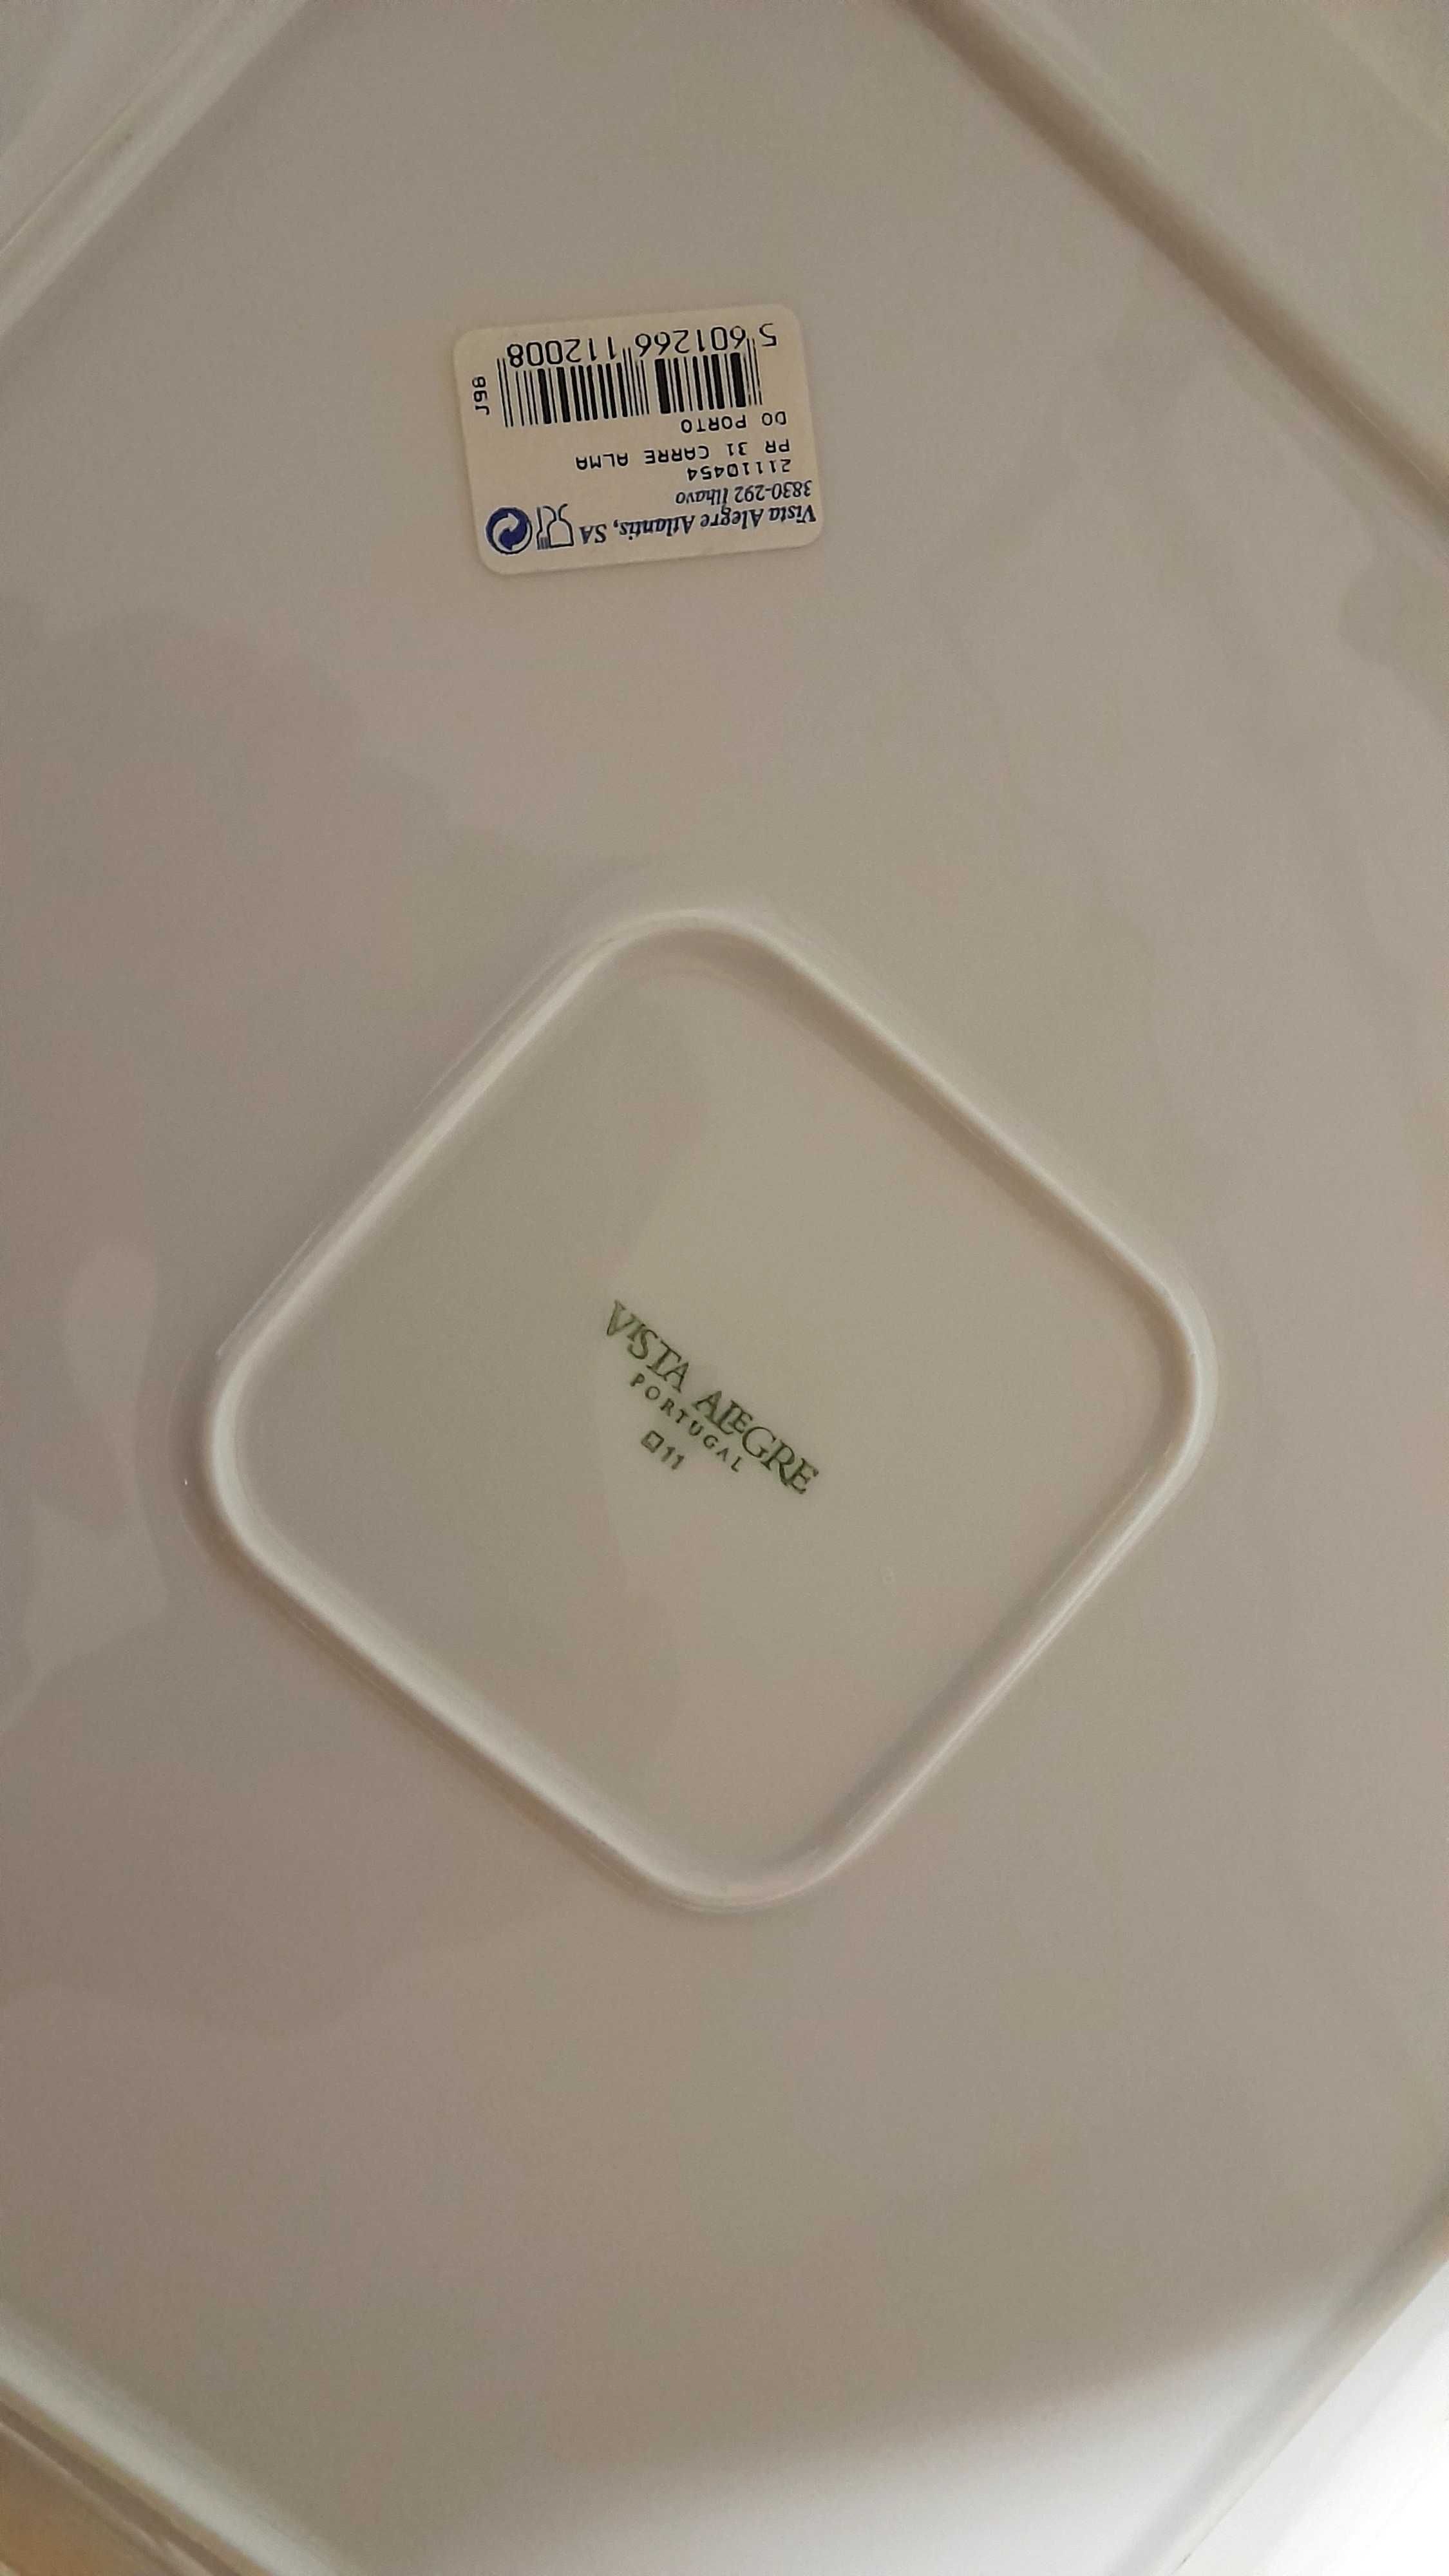 Vista Alegre Atlantis, SA
3830-292 Ílhavo
21110454
PR 31 CARRE ALMA
DO PORTO
J98
5 601266 112008
VISTA ALEGRE
PORTUGAL
11